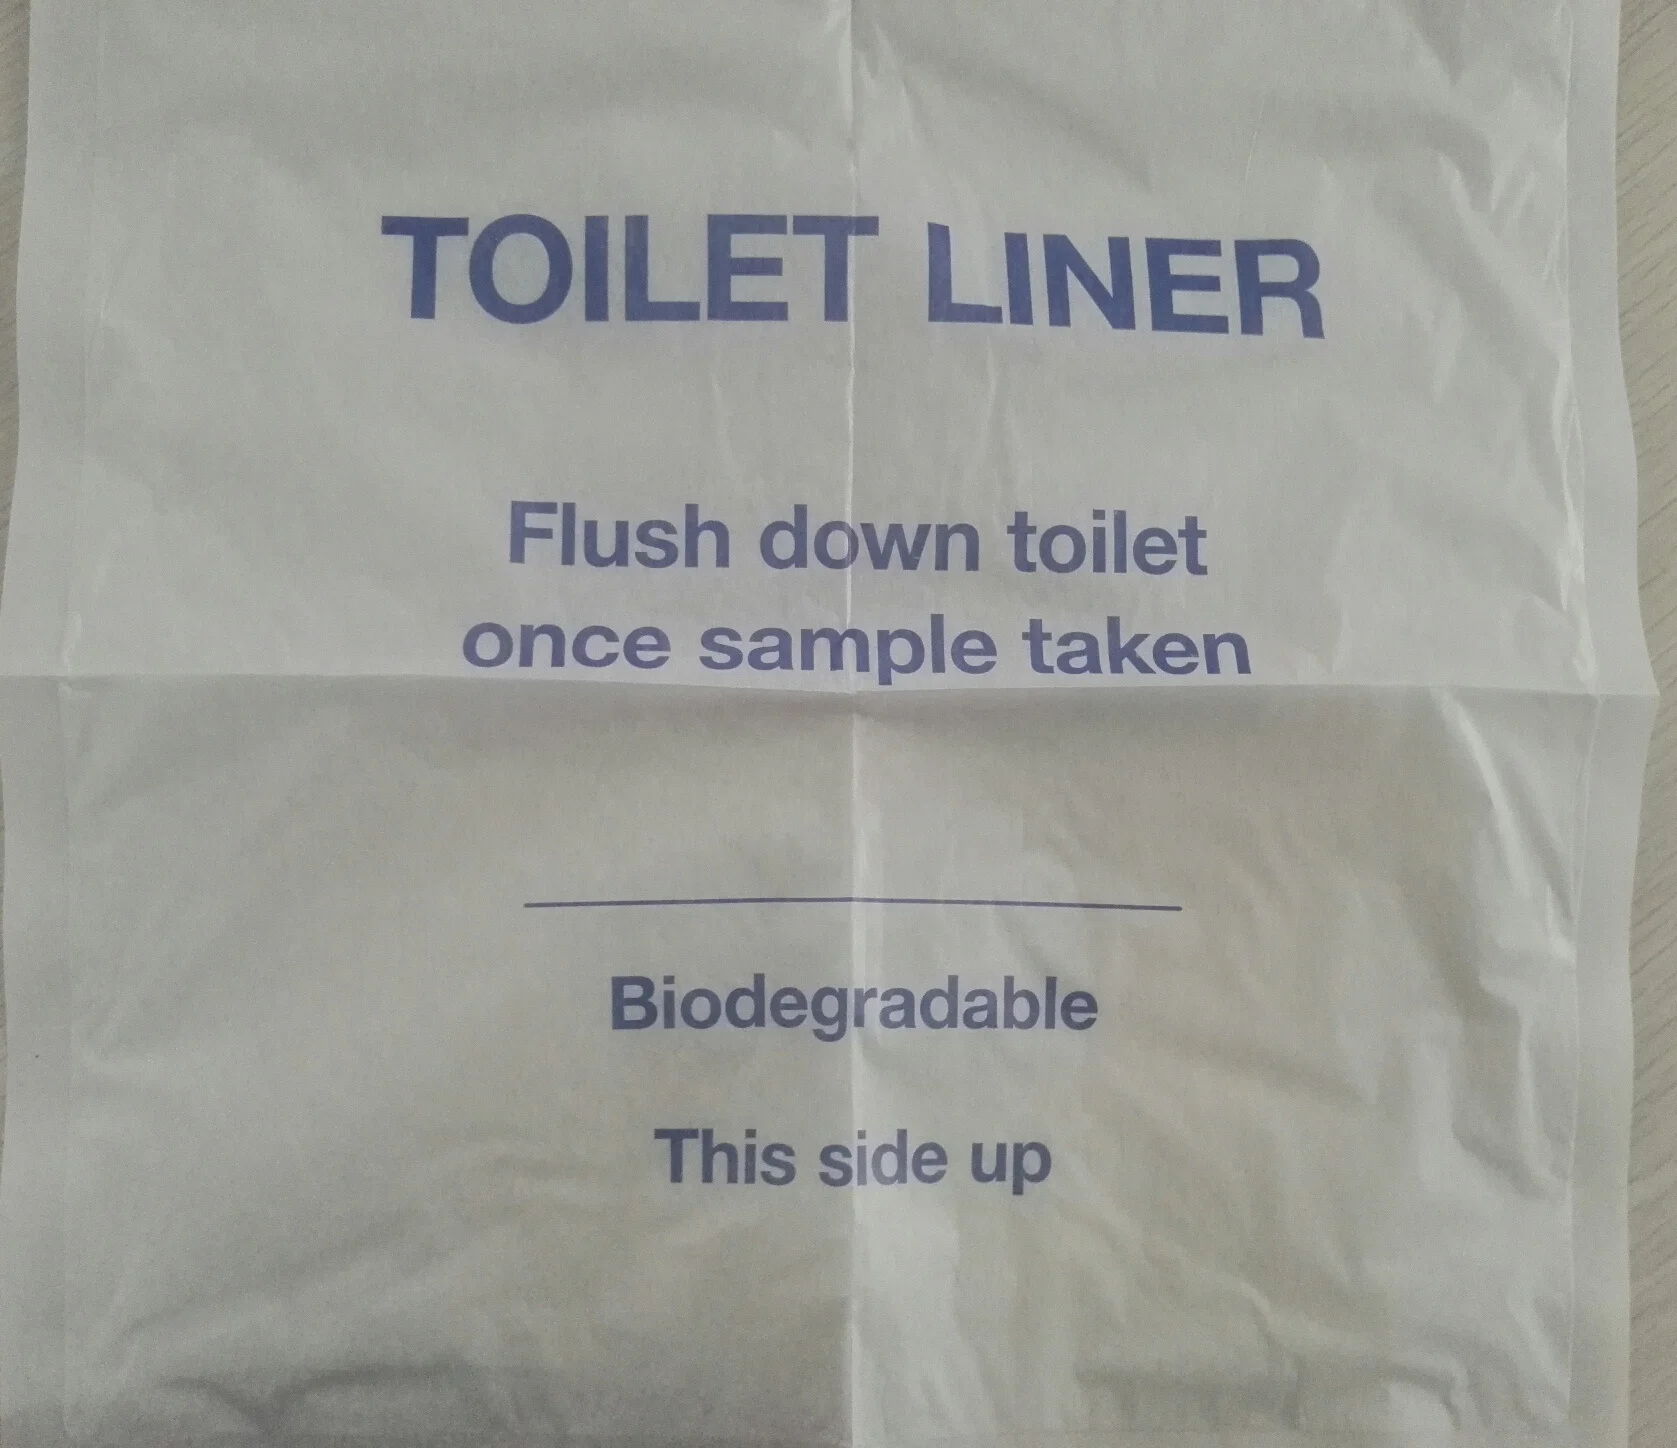 TOILET LINER
Flush down toilet
once sample taken
Biodegradable
This side up